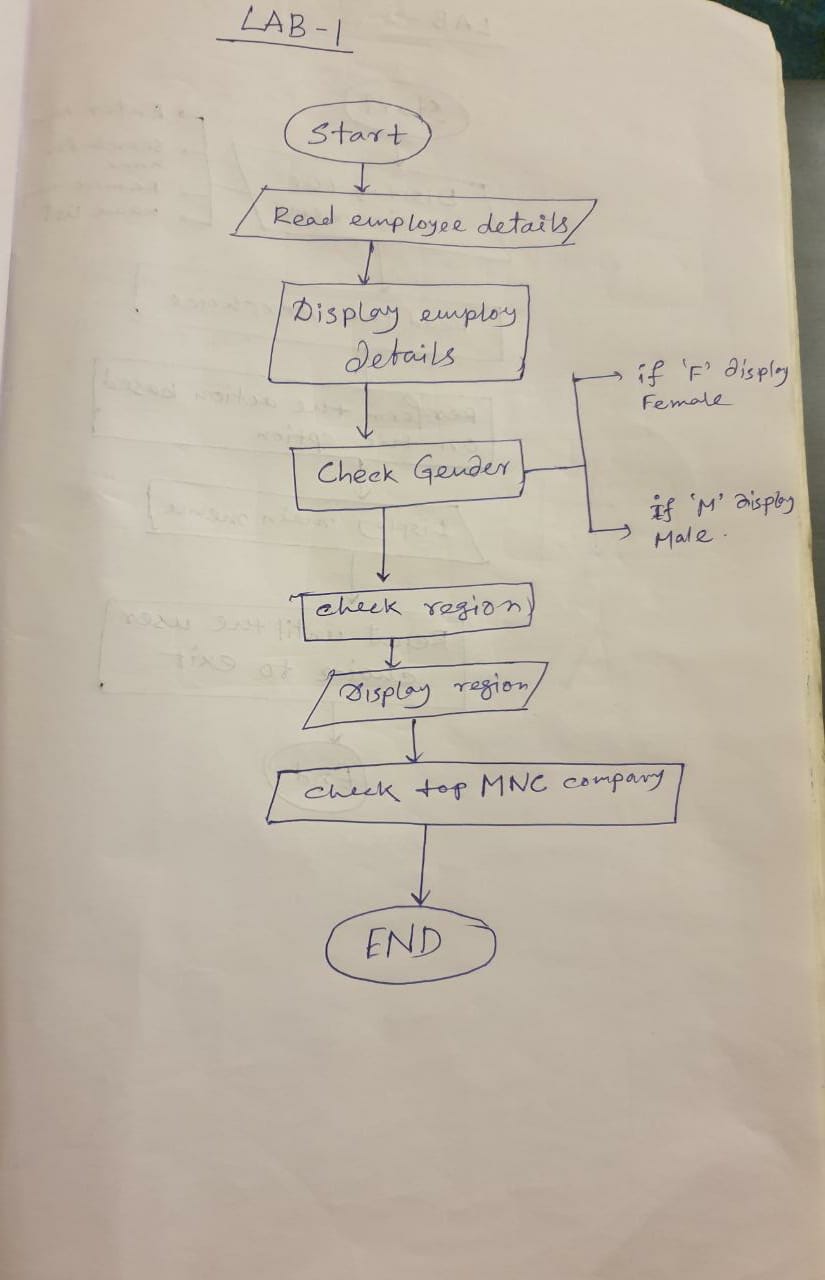 LAB-1
Start
Read employee details
Display employ
details
Check Gender
if 'F' display
Female
if 'M' display
Male.
check region
Display region
check top MNC company
END